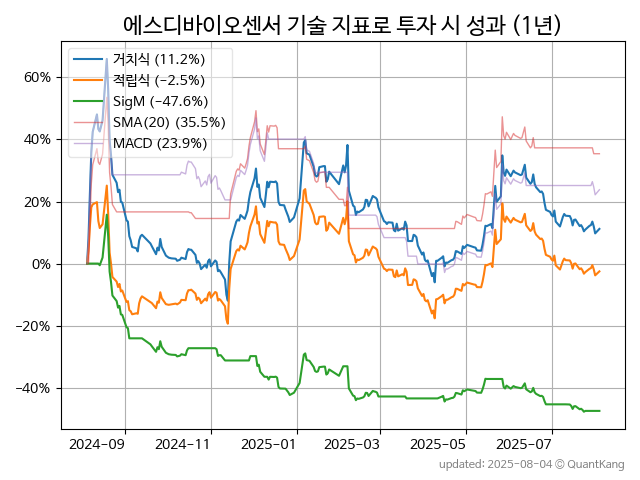 에스디바이오센서 기술 지표로 투자 시 성과 (1년)
거치식 (11.2%)
적립식 (−2.5%)
SigM (−47.6%)
SMA(20) (35.5%)
MACD (23.9%)
60%
40%
20%
0%
−20%
−40%
2024−09 2024−11 2025−01 2025−03 2025−05 2025−07
updated: 2025−08−04 © QuantKang